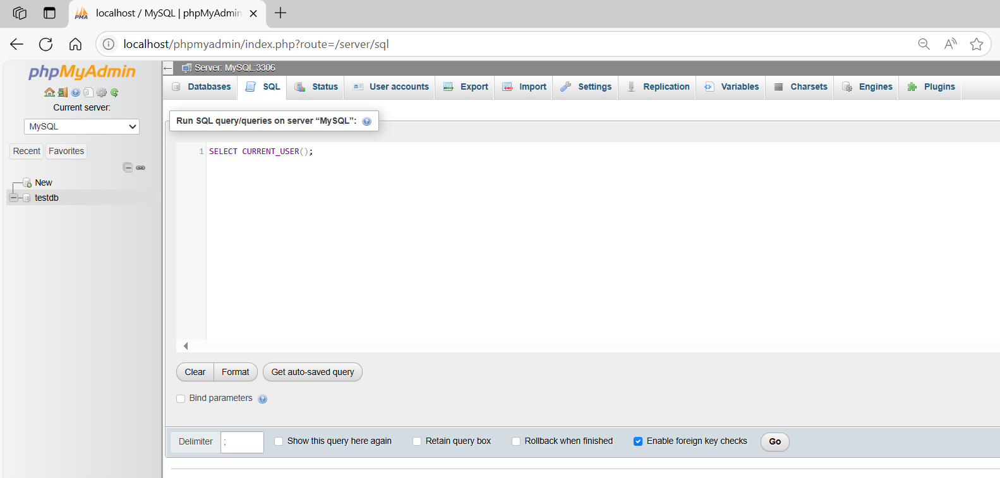 localhost / MySQL | phpMyAdmin
localhost/phpmyadmin/index.php?route=/server/sql
phpMyAdmin
Current server:
MySQL
Recent Favorites
New
testdb
Server: MySQL:3306
Databases SQL Status User accounts Export Import Settings Replication Variables Charsets Engines Plugins
Run SQL query/queries on server “MySQL”:
1 SELECT CURRENT_USER();
Clear Format Get auto-saved query
Bind parameters
Delimiter ; Show this query here again Retain query box Rollback when finished Enable foreign key checks Go